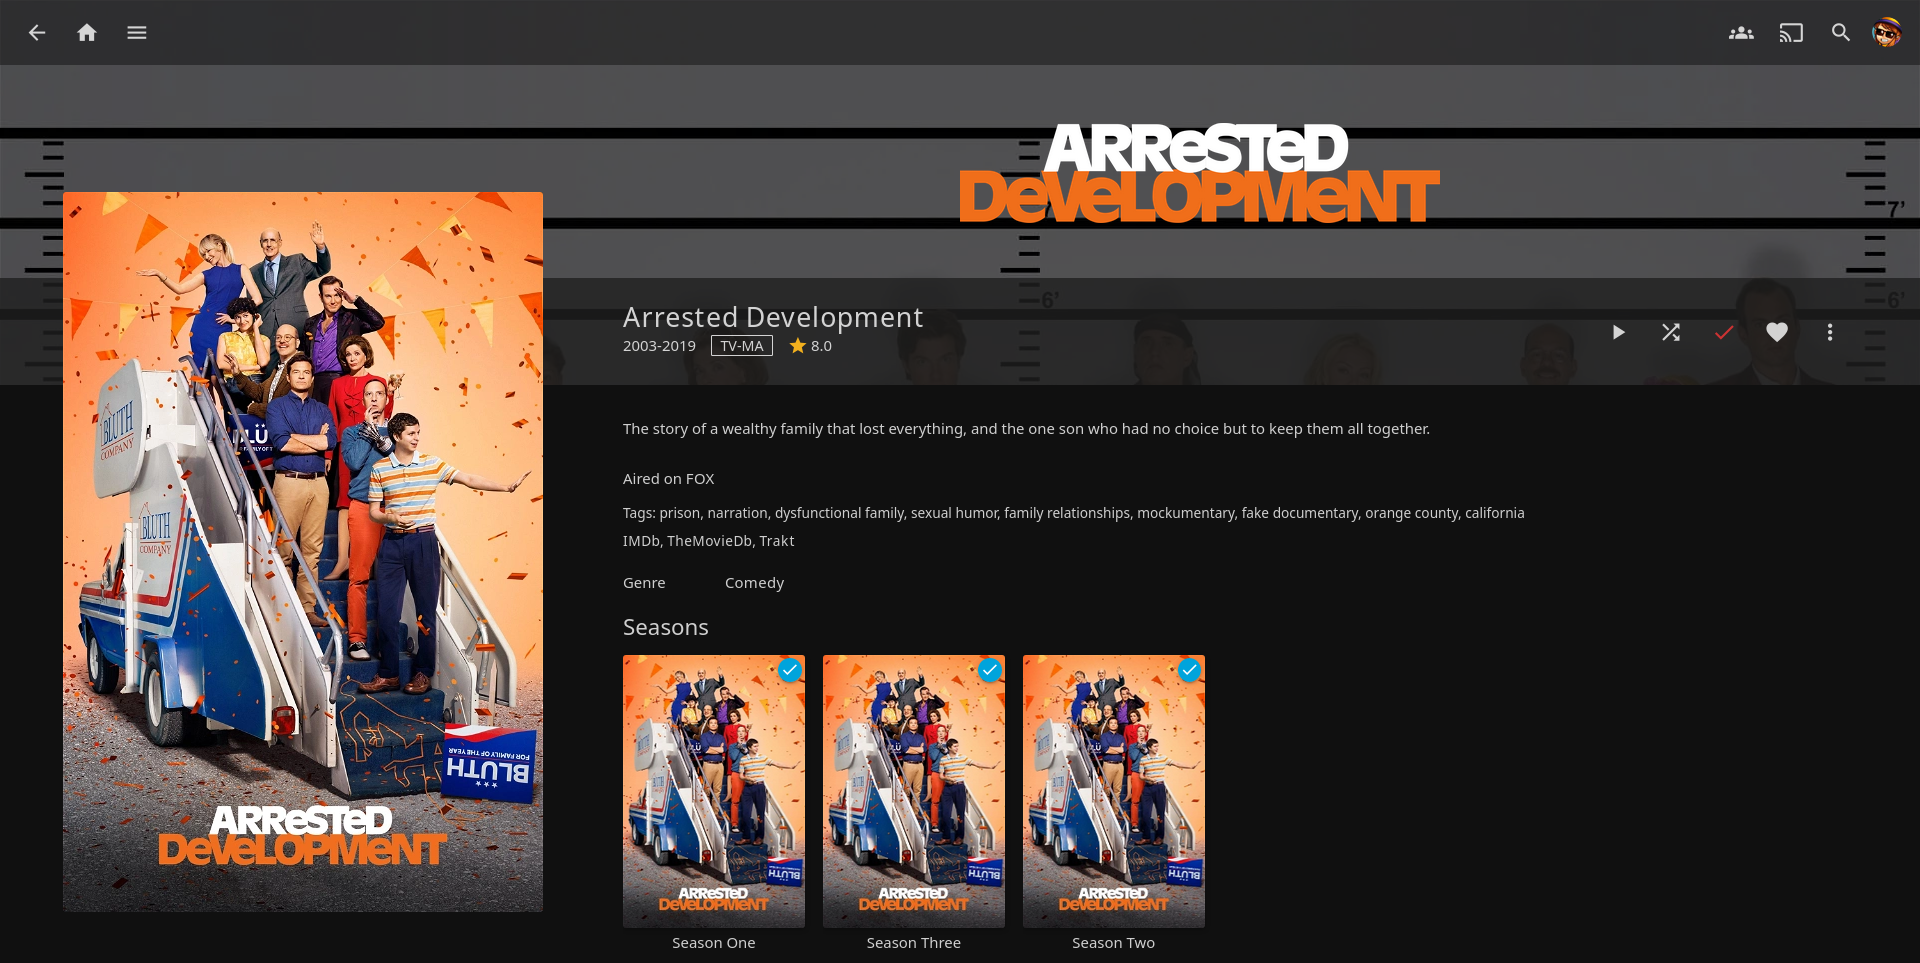 ARReSTeD
DeVeLOPMeNT
7'
7'
6'
6'
Arrested Development
2003-2019 TV-MA 8.0
The story of a wealthy family that lost everything, and the one son who had no choice but to keep them all together.
Aired on FOX
Tags: prison, narration, dysfunctional family, sexual humor, family relationships, mockumentary, fake documentary, orange county, california
IMDb, TheMovieDb, Trakt
Genre Comedy
Seasons
BLUTH
COMPANY
BLUTH
COMPANY
BLUTH
FOR FAMILY OF THE YEAR
ARReSTeD
DeVeLOPMeNT
BLUTH
ARReSTeD
DeVeLOPMeNT
Season One
BLUTH
ARReSTeD
DeVeLOPMeNT
Season Three
BLUTH
ARReSTeD
DeVeLOPMeNT
Season Two